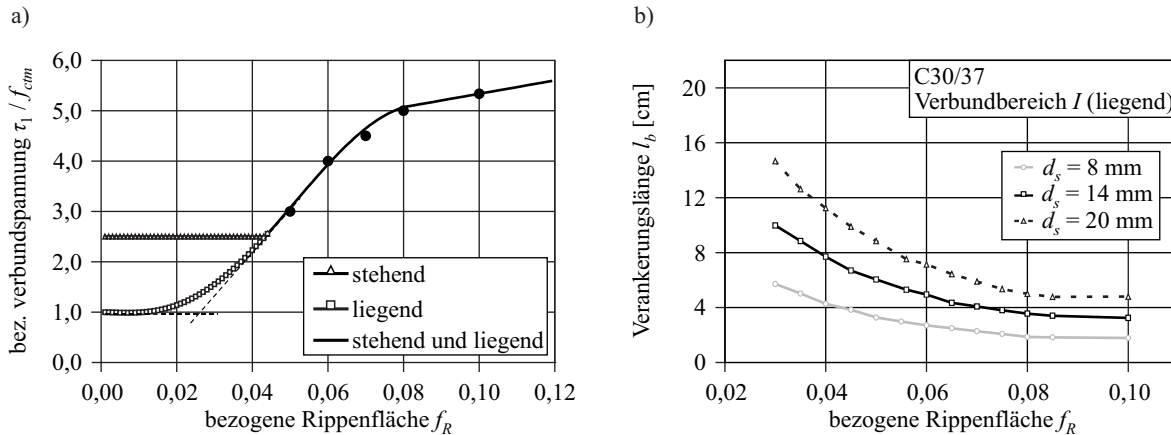 a)
bez. verbundspannung τ1 / fctm
6,0
5,0
4,0
3,0
2,0
1,0
0,0
stehend
liegend
stehend und liegend
0,00 0,02 0,04 0,06 0,08 0,10 0,12
bezogene Rippenfläche fR
b)
Verankerungslänge lb [cm]
20
16
12
8
4
0
C30/37
Verbundbereich I (liegend)
ds = 8 mm
ds = 14 mm
ds = 20 mm
0,02 0,04 0,06 0,08 0,10
bezogene Rippenfläche fR